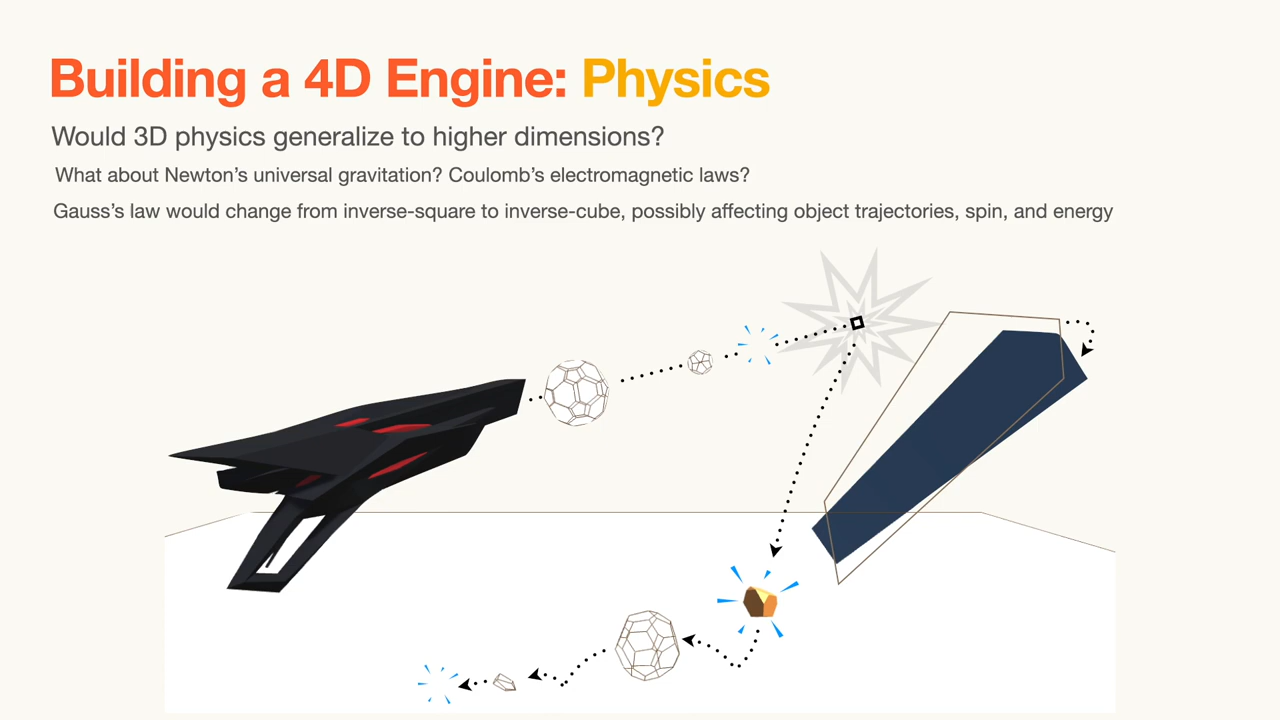 Building a 4D Engine: Physics
Would 3D physics generalize to higher dimensions?
What about Newton’s universal gravitation? Coulomb’s electromagnetic laws?
Gauss’s law would change from inverse-square to inverse-cube, possibly affecting object trajectories, spin, and energy